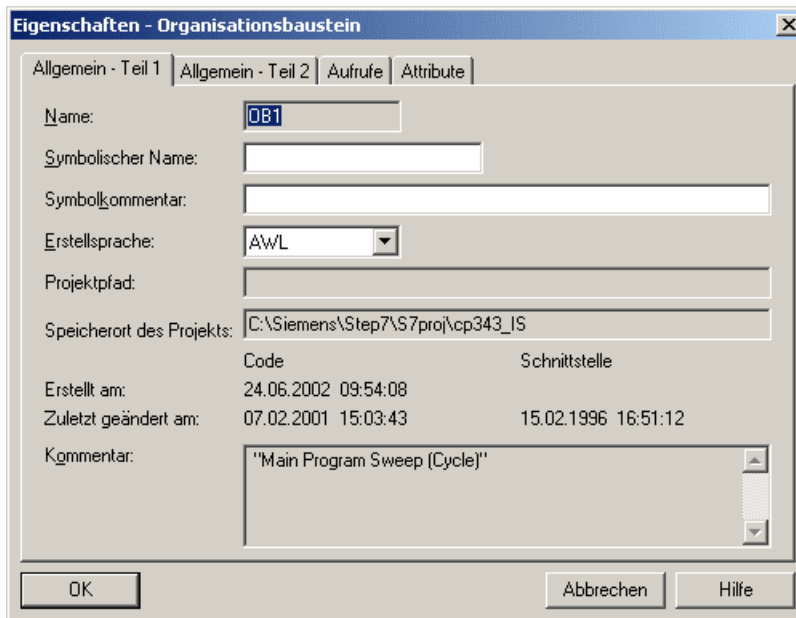 Eigenschaften - Organisationsbaustein
Allgemein - Teil 1 Allgemein - Teil 2 Aufrufe Attribute
Name: OB1
Symbolischer Name:
Symbolkommentar:
Erstellsprache: AWL
Projektpfad:
Speicherort des Projekts: C:\Siemens\Step7\S7proj\cp343_IS
Code Schnittstelle
Erstellt am: 24.06.2002 09:54:08
Zuletzt geändert am: 07.02.2001 15:03:43 15.02.1996 16:51:12
Kommentar: "Main Program Sweep (Cycle)"
OK Abbrechen Hilfe